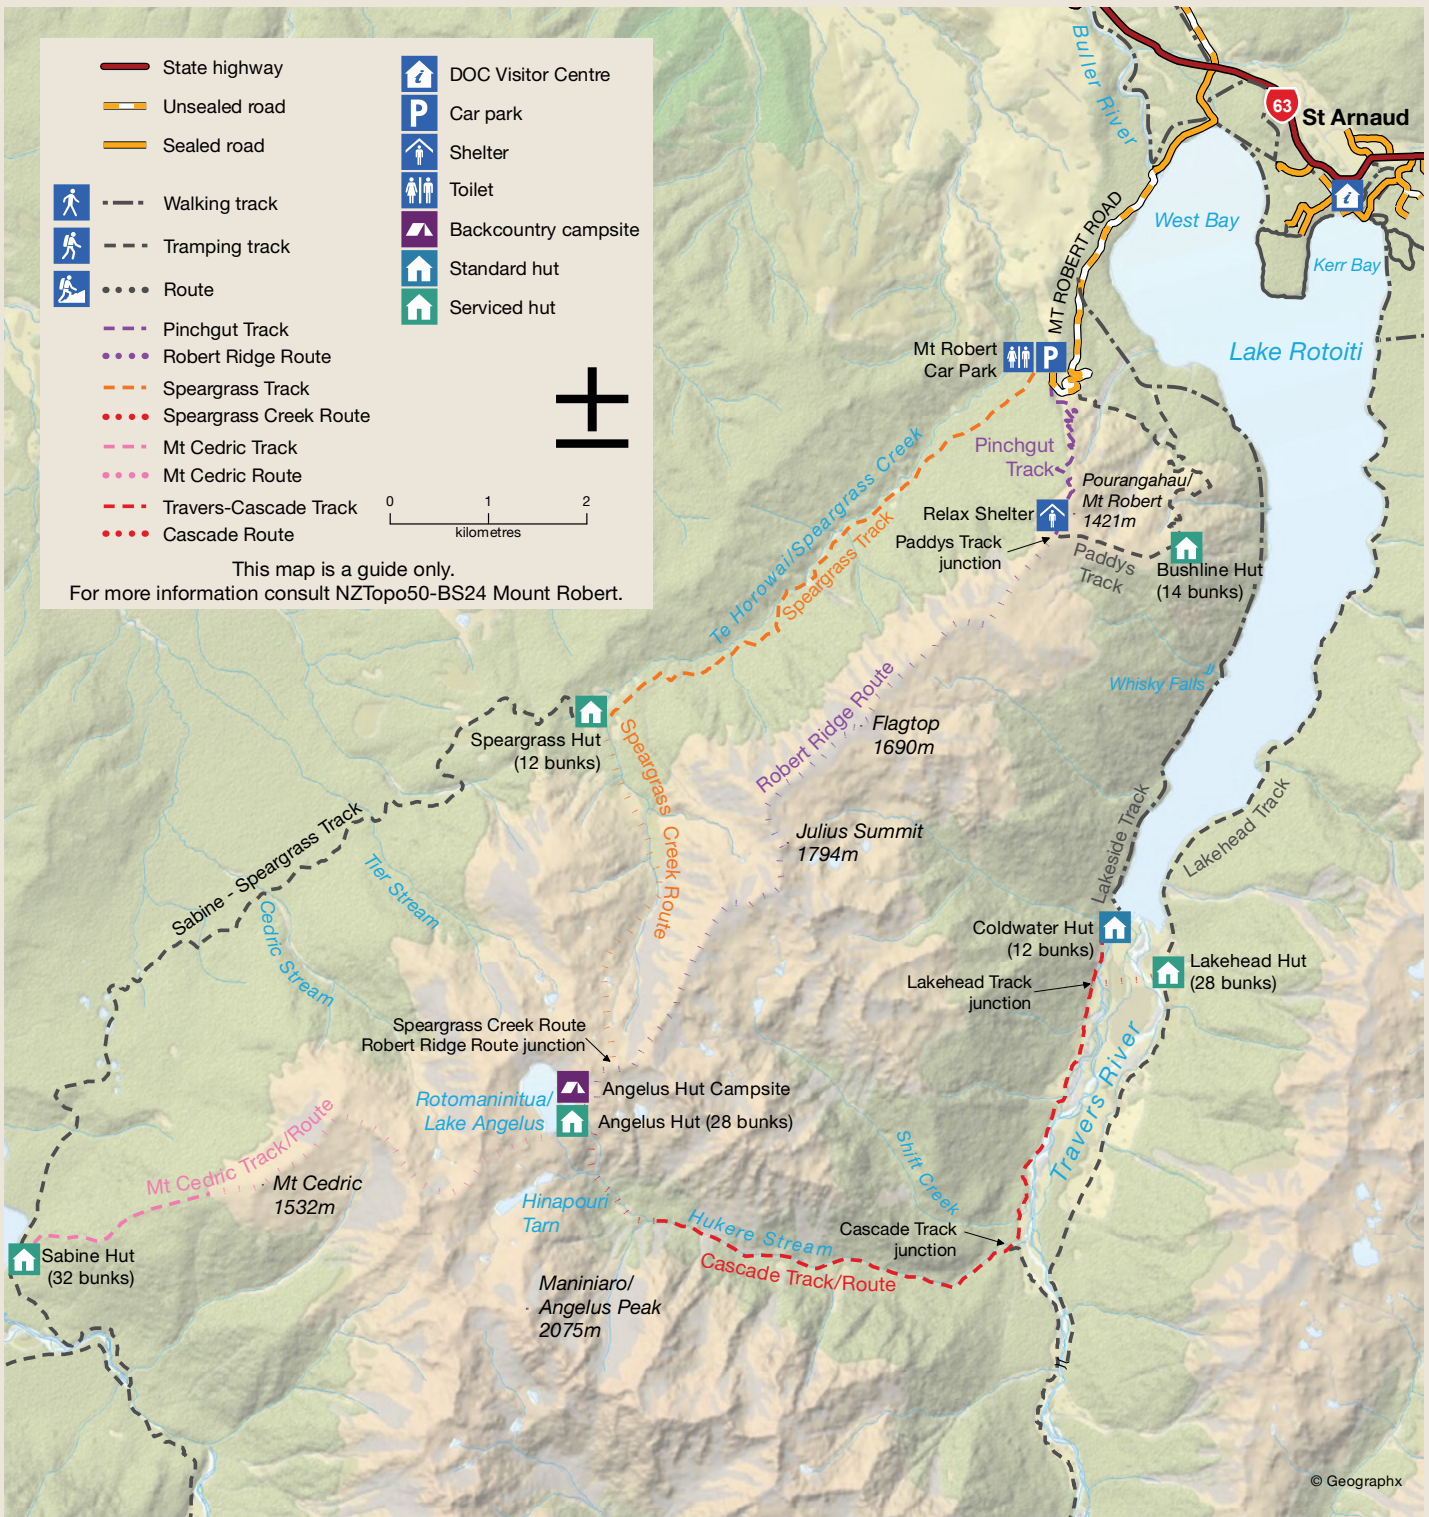 State highway
Unsealed road
Sealed road
Walking track
Tramping track
Route
Pinchgut Track
Robert Ridge Route
Speargrass Track
Speargrass Creek Route
Mt Cedric Track
Mt Cedric Route
Travers-Cascade Track
Cascade Route
i DOC Visitor Centre
P Car park
Shelter
Toilet
Backcountry campsite
Standard hut
Serviced hut
0 1 2
kilometres
This map is a guide only.
For more information consult NZTopo50-BS24 Mount Robert.
Buller River
63
St Arnaud
i
West Bay
Kerr Bay
MT ROBERT ROAD
Lake Rotoiti
Mt Robert
Car Park
P
Pinchgut
Track
Te Horowai/Speargrass Creek
Speargrass Track
Pourangahau/
Mt Robert
1421m
Relax Shelter
Paddys Track
junction
Paddys
Track
Bushline Hut
(14 bunks)
Whisky Falls
Robert Ridge Route
Flagtop
1690m
Speargrass Hut
(12 bunks)
Speargrass Creek Route
Julius Summit
1794m
Lakeside Track
Lakehead Track
Sabine - Speargrass Track
Tier Stream
Cedric Stream
Coldwater Hut
(12 bunks)
Lakehead Hut
(28 bunks)
Lakehead Track
junction
Speargrass Creek Route
Robert Ridge Route junction
Rotomaninitua/
Lake Angelus
Angelus Hut Campsite
Angelus Hut (28 bunks)
Travers River
Shift Creek
Mt Cedric Track/Route
Mt Cedric
1532m
Hinapouri
Tarn
Hukere Stream
Cascade Track
junction
Cascade Track/Route
Sabine Hut
(32 bunks)
Maniniaro/
Angelus Peak
2075m
© Geographx